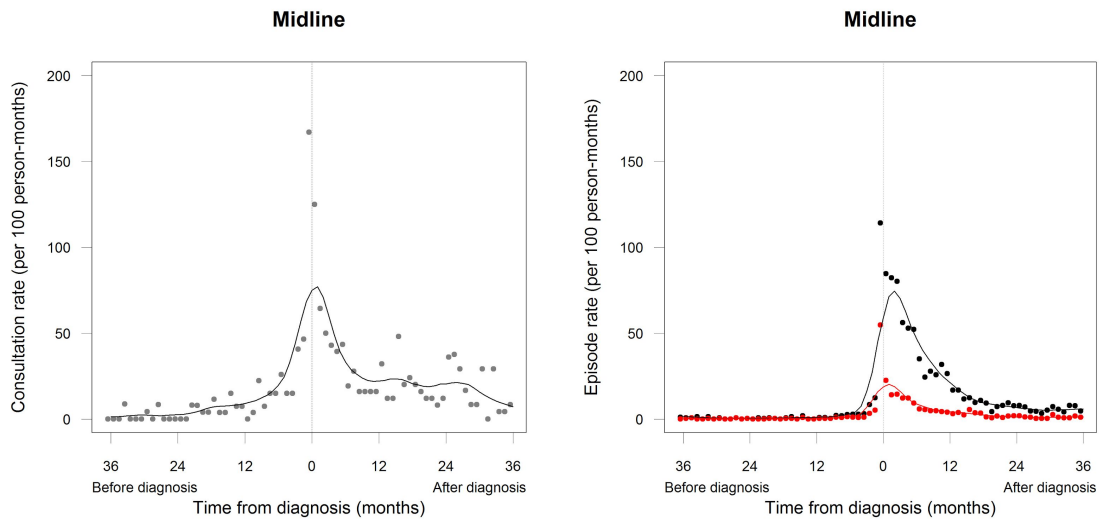 Midline
Consultation rate (per 100 person-months)
200
150
100
50
0
36
24
12
0
12
24
36
Before diagnosis
After diagnosis
Time from diagnosis (months)
Midline
Episode rate (per 100 person-months)
200
150
100
50
0
36
24
12
0
12
24
36
Before diagnosis
After diagnosis
Time from diagnosis (months)